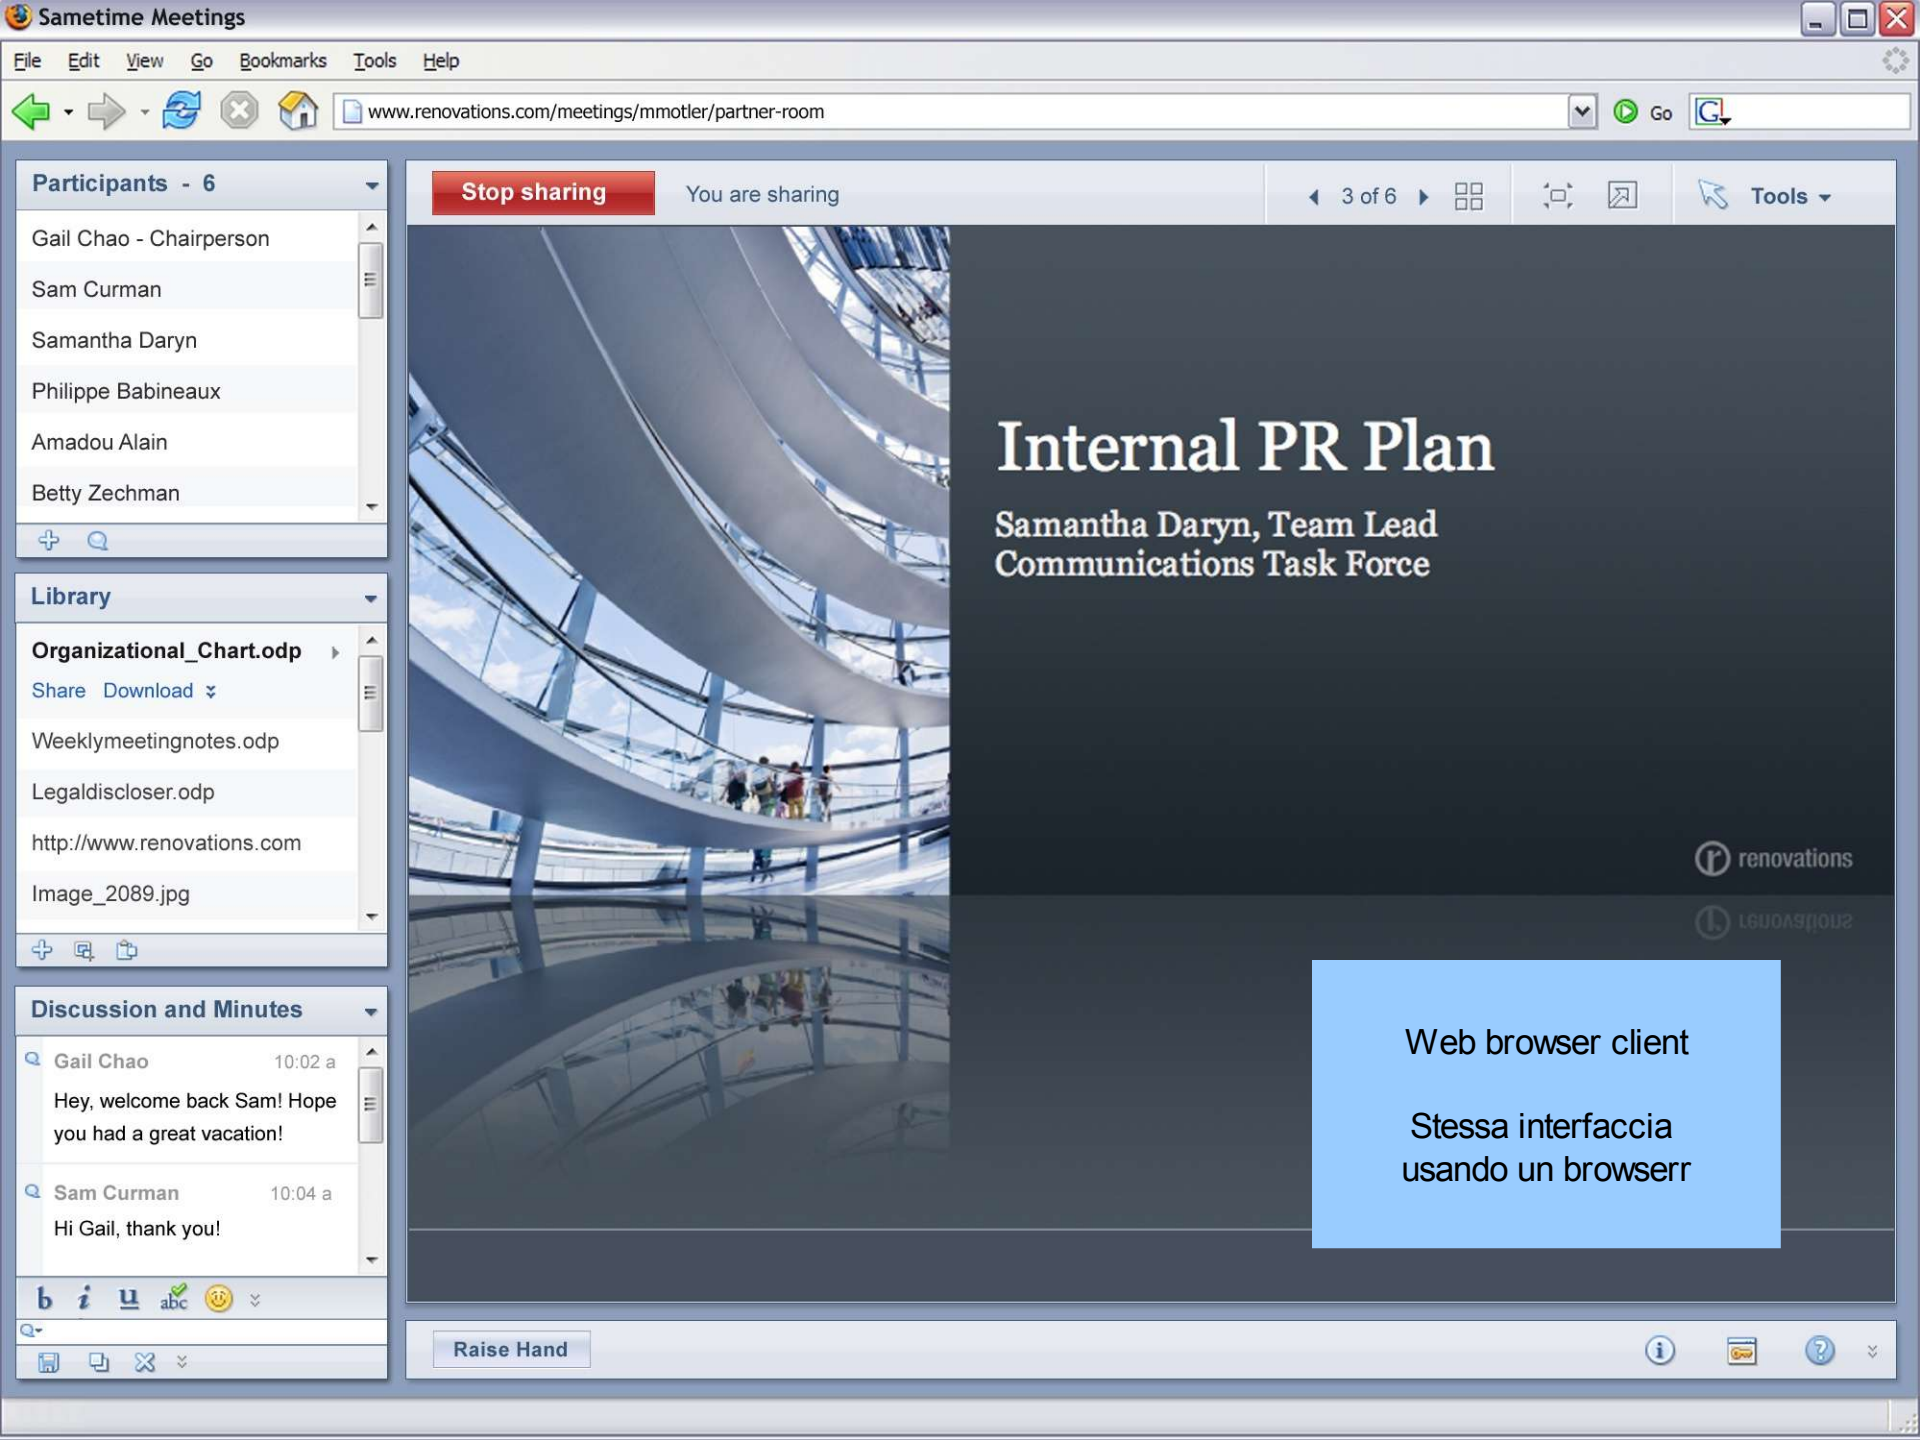 Sametime Meetings
File Edit View Go Bookmarks Tools Help
www.renovations.com/meetings/mmotler/partner-room
Go
G
Participants - 6
Gail Chao - Chairperson
Sam Curman
Samantha Daryn
Philippe Babineaux
Amadou Alain
Betty Zechman
Library
Organizational_Chart.odp
Share Download
Weeklymeetingnotes.odp
Legaldiscloser.odp
http://www.renovations.com
Image_2089.jpg
Discussion and Minutes
Gail Chao 10:02 a
Hey, welcome back Sam! Hope
you had a great vacation!
Sam Curman 10:04 a
Hi Gail, thank you!
b i u abc
Stop sharing You are sharing 3 of 6 Tools
Internal PR Plan
Samantha Daryn, Team Lead
Communications Task Force
r renovations
Web browser client
Stessa interfaccia
usando un browserr
Raise Hand